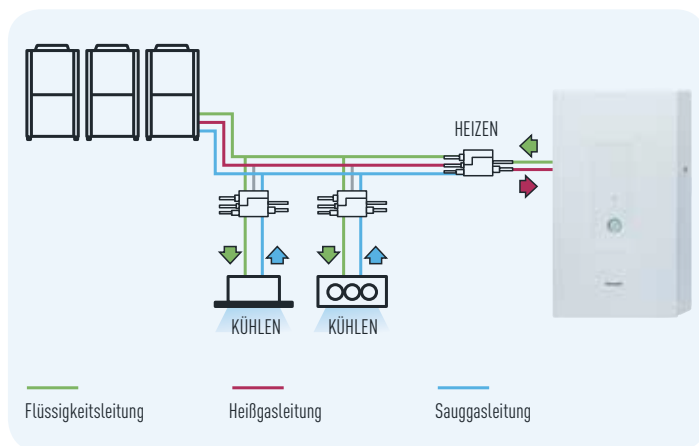 HEIZEN
KÜHLEN
KÜHLEN
Flüssigkeitsleitung
Heißgasleitung
Sauggasleitung